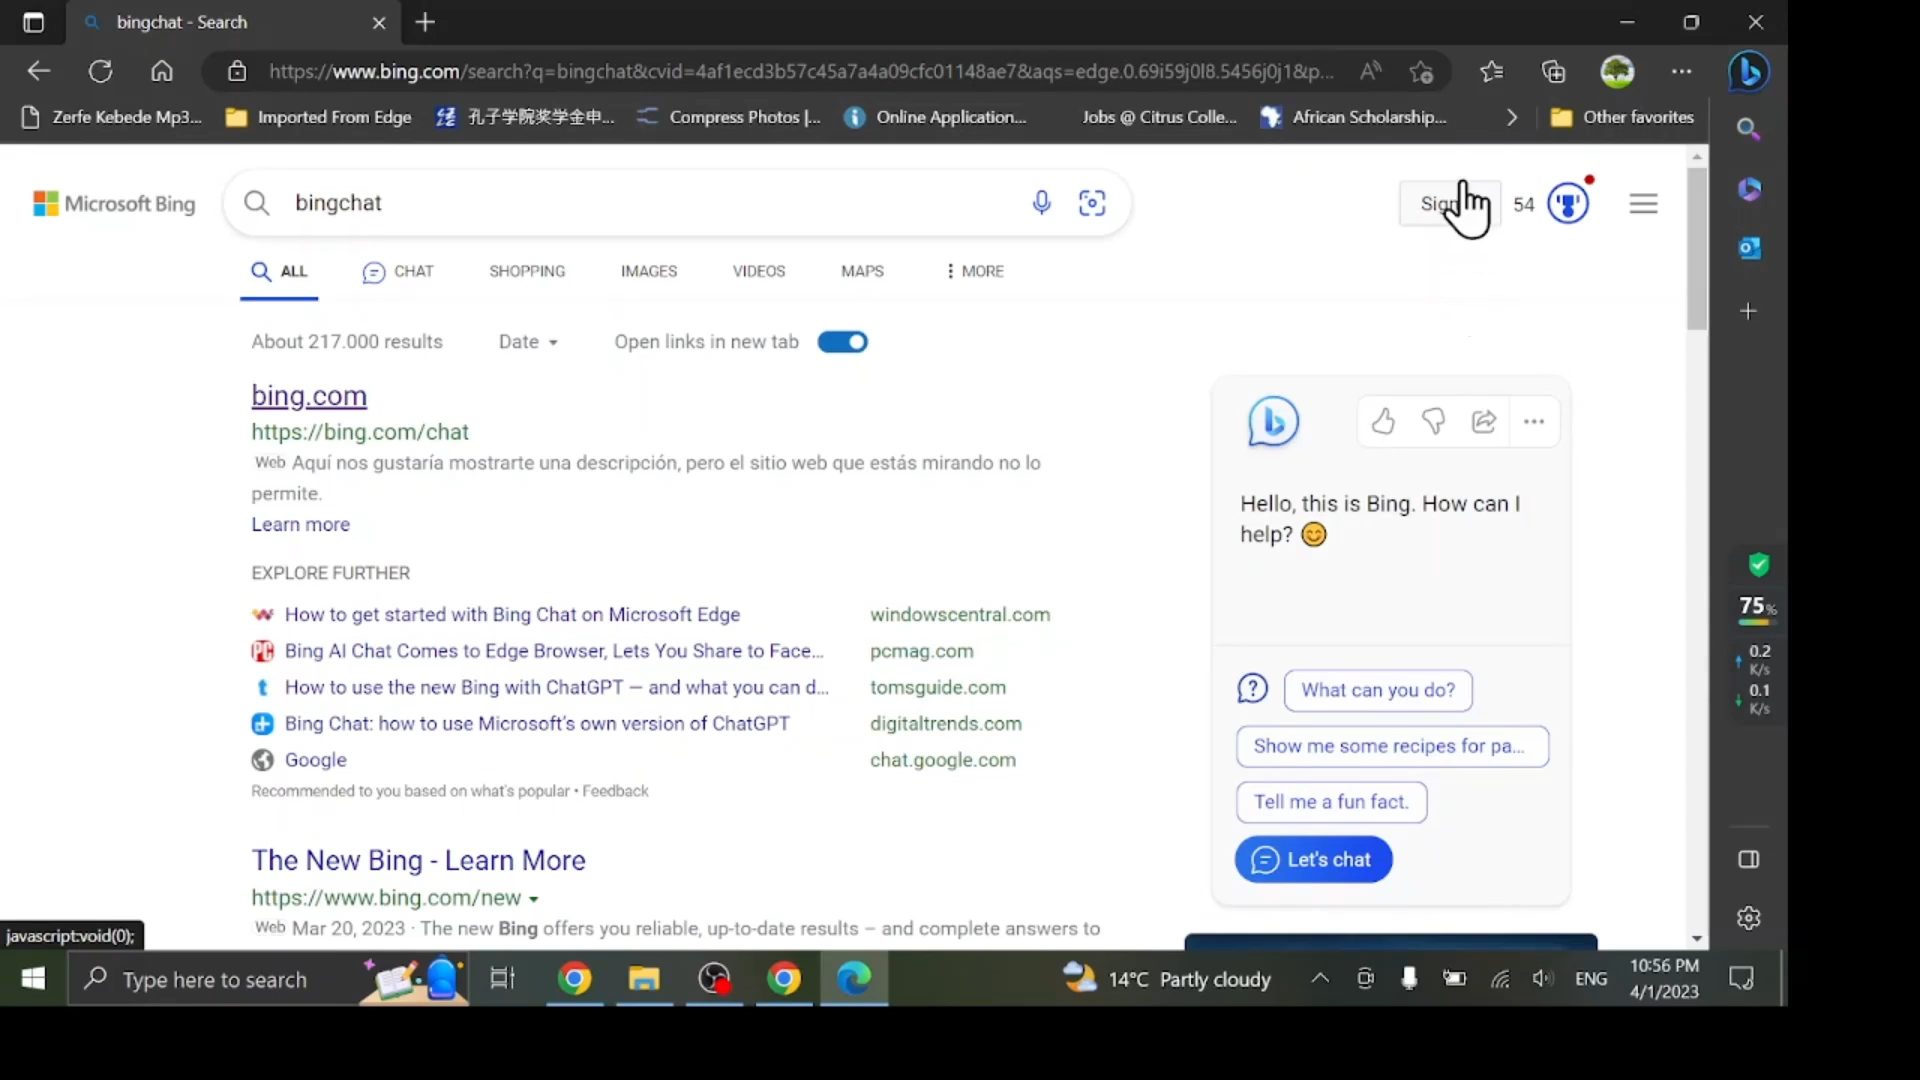 bingchat - Search
https://www.bing.com/search?q=bingchat&cvid=4af1ecd3b57c45a7a4a09cfc01148ae7&aqs=edge.0.69i59j0l8.5456j0j1&p...
Zerfe Kebede Mp3... Imported From Edge 孔子学院奖学金申... Compress Photos |... Online Application... Jobs @ Citrus Colle... African Scholarship... Other favorites
Microsoft Bing bingchat 54
ALL CHAT SHOPPING IMAGES VIDEOS MAPS MORE
About 217.000 results Date Open links in new tab
bing.com
https://bing.com/chat
Web Aquí nos gustaría mostrarte una descripción, pero el sitio web que estás mirando no lo
permite.
Learn more
EXPLORE FURTHER
How to get started with Bing Chat on Microsoft Edge windowscentral.com
Bing AI Chat Comes to Edge Browser, Lets You Share to Face... pcmag.com
How to use the new Bing with ChatGPT — and what you can d... tomsguide.com
Bing Chat: how to use Microsoft's own version of ChatGPT digitaltrends.com
Google chat.google.com
Recommended to you based on what's popular • Feedback
The New Bing - Learn More
https://www.bing.com/new
Web Mar 20, 2023 · The new Bing offers you reliable, up-to-date results – and complete answers to
Hello, this is Bing. How can I
help?
What can you do?
Show me some recipes for pa...
Tell me a fun fact.
Let's chat
75%
0.2
K/s
0.1
K/s
javascript:void(0);
Type here to search 14°C Partly cloudy ENG 10:56 PM
4/1/2023